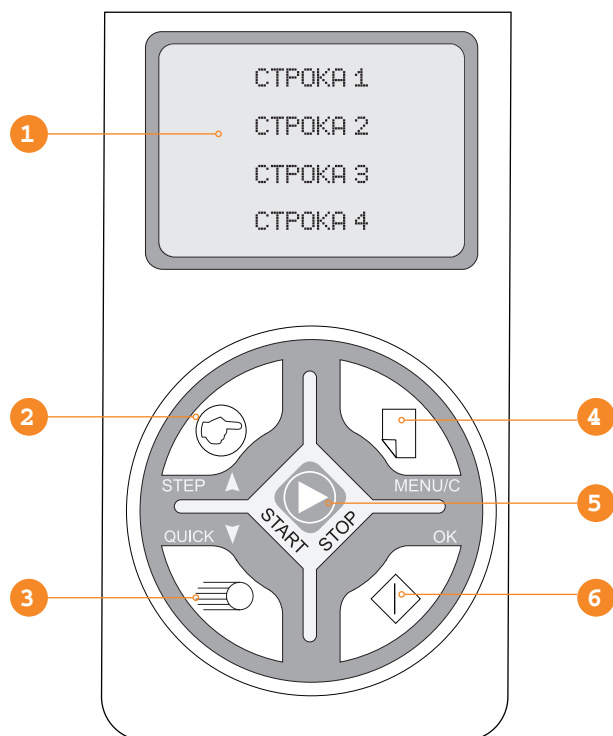 СТРОКА 1
1
СТРОКА 2
СТРОКА 3
СТРОКА 4
2
4
STEP
MENU/C
5
START
STOP
QUICK
OK
3
6